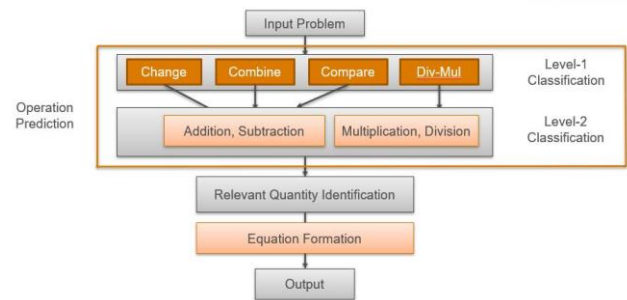 Input Problem
Change Combine Compare Div-Mul
Level-1
Classification
Operation
Prediction
Addition, Subtraction Multiplication, Division
Level-2
Classification
Relevant Quantity Identification
Equation Formation
Output